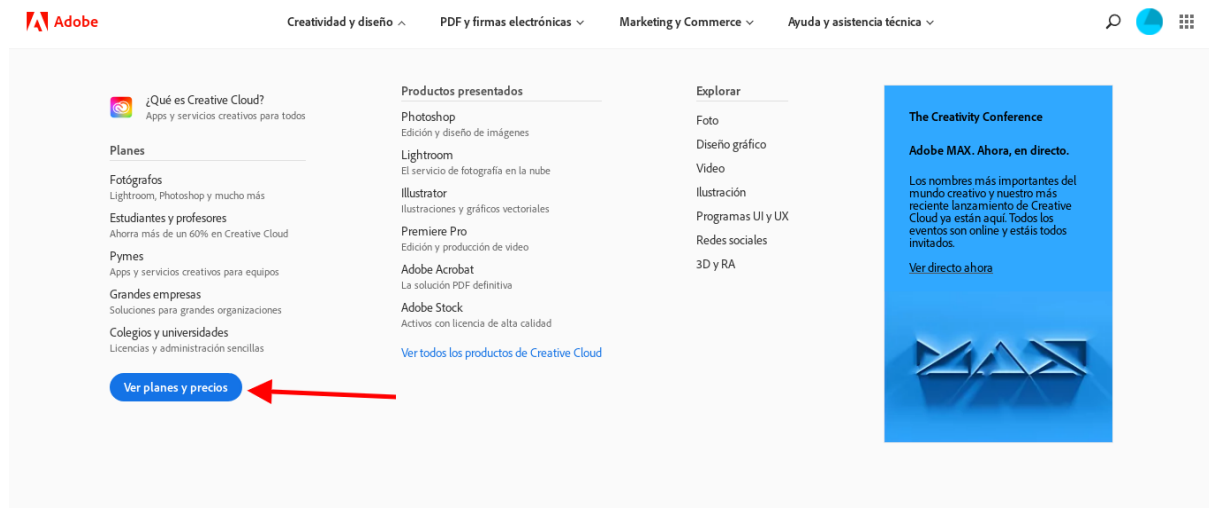 Adobe
Creatividad y diseño
PDF y firmas electrónicas
Marketing y Commerce
Ayuda y asistencia técnica
¿Qué es Creative Cloud?
Apps y servicios creativos para todos
Planes
Fotógrafos
Lightroom, Photoshop y mucho más
Estudiantes y profesores
Ahorra más de un 60% en Creative Cloud
Pymes
Apps y servicios creativos para equipos
Grandes empresas
Soluciones para grandes organizaciones
Colegios y universidades
Licencias y administración sencillas
Ver planes y precios
Productos presentados
Photoshop
Edición y diseño de imágenes
Lightroom
El servicio de fotografía en la nube
Illustrator
Ilustraciones y gráficos vectoriales
Premiere Pro
Edición y producción de video
Adobe Acrobat
La solución PDF definitiva
Adobe Stock
Activos con licencia de alta calidad
Ver todos los productos de Creative Cloud
Explorar
Foto
Diseño gráfico
Video
Ilustración
Programas UI y UX
Redes sociales
3D y RA
The Creativity Conference
Adobe MAX. Ahora, en directo.
Los nombres más importantes del
mundo creativo y nuestro más
reciente lanzamiento de Creative
Cloud ya están aquí. Todos los
eventos son online y estáis todos
invitados.
Ver directo ahora
MAX